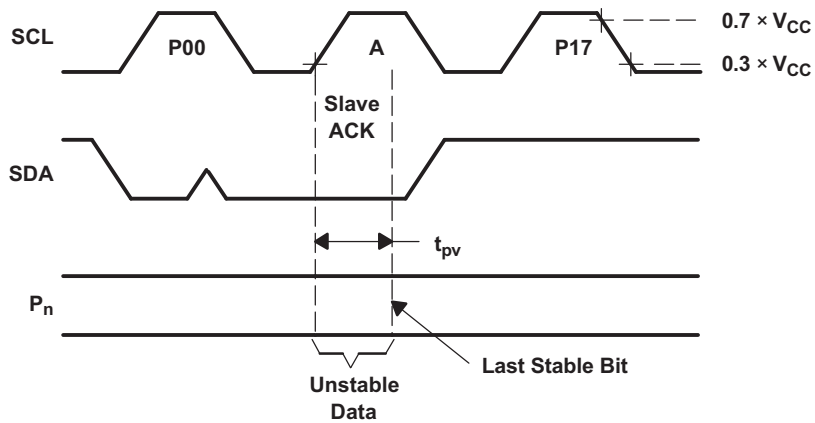 SCL
P00
A
P17
0.7 × VCC
0.3 × VCC
Slave
ACK
SDA
tpv
Pn
Last Stable Bit
Unstable
Data